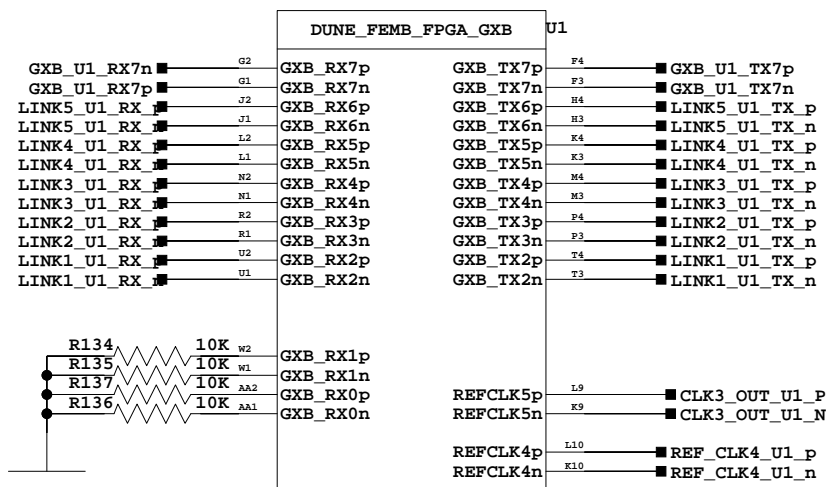 DUNE_FEMB_FPGA_GXB U1
GXB_U1_RX7n G2 GXB_RX7p GXB_TX7p F4 GXB_U1_TX7p
GXB_U1_RX7p G1 GXB_RX7n GXB_TX7n F3 GXB_U1_TX7n
LINK5_U1_RX_p J2 GXB_RX6p GXB_TX6p H4 LINK5_U1_TX_p
LINK5_U1_RX_n J1 GXB_RX6n GXB_TX6n H3 LINK5_U1_TX_n
LINK4_U1_RX_p L2 GXB_RX5p GXB_TX5p K4 LINK4_U1_TX_p
LINK4_U1_RX_n L1 GXB_RX5n GXB_TX5n K3 LINK4_U1_TX_n
LINK3_U1_RX_p N2 GXB_RX4p GXB_TX4p M4 LINK3_U1_TX_p
LINK3_U1_RX_n N1 GXB_RX4n GXB_TX4n M3 LINK3_U1_TX_n
LINK2_U1_RX_p R2 GXB_RX3p GXB_TX3p P4 LINK2_U1_TX_p
LINK2_U1_RX_n R1 GXB_RX3n GXB_TX3n P3 LINK2_U1_TX_n
LINK1_U1_RX_p U2 GXB_RX2p GXB_TX2p T4 LINK1_U1_TX_p
LINK1_U1_RX_n U1 GXB_RX2n GXB_TX2n T3 LINK1_U1_TX_n
R134 10K W2 GXB_RX1p
R135 10K W1 GXB_RX1n
R137 10K AA2 GXB_RX0p REFCLK5p L9 CLK3_OUT_U1_P
R136 10K AA1 GXB_RX0n REFCLK5n K9 CLK3_OUT_U1_N
REFCLK4p L10 REF_CLK4_U1_p
REFCLK4n K10 REF_CLK4_U1_n